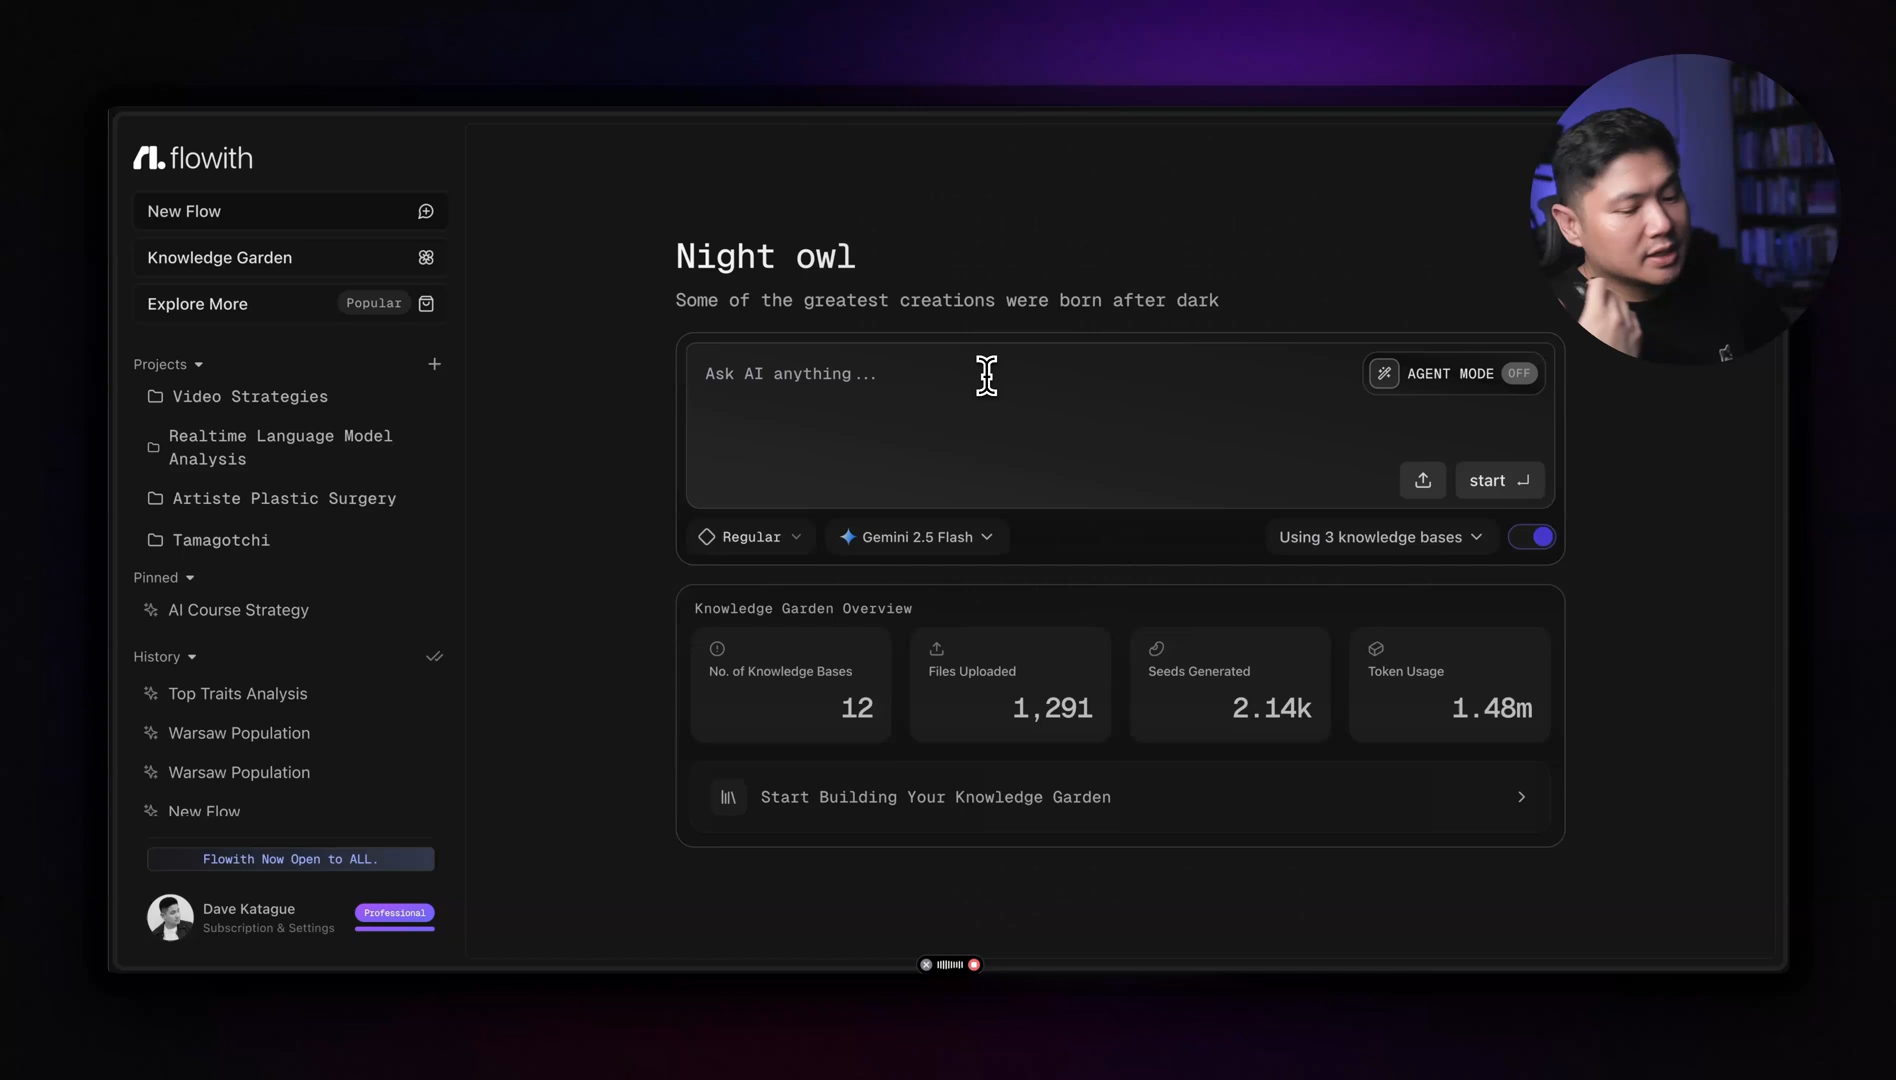 flowith
New Flow
Knowledge Garden
Explore More Popular
Projects
Video Strategies
Realtime Language Model
Analysis
Artiste Plastic Surgery
Tamagotchi
Pinned
AI Course Strategy
History
Top Traits Analysis
Warsaw Population
Warsaw Population
New Flow
Flowith Now Open to ALL.
Dave Katague
Subscription & Settings
Professional
Night owl
Some of the greatest creations were born after dark
Ask AI anything...
AGENT MODE OFF
start
Regular
Gemini 2.5 Flash
Using 3 knowledge bases
Knowledge Garden Overview
No. of Knowledge Bases
12
Files Uploaded
1,291
Seeds Generated
2.14k
Token Usage
1.48m
Start Building Your Knowledge Garden